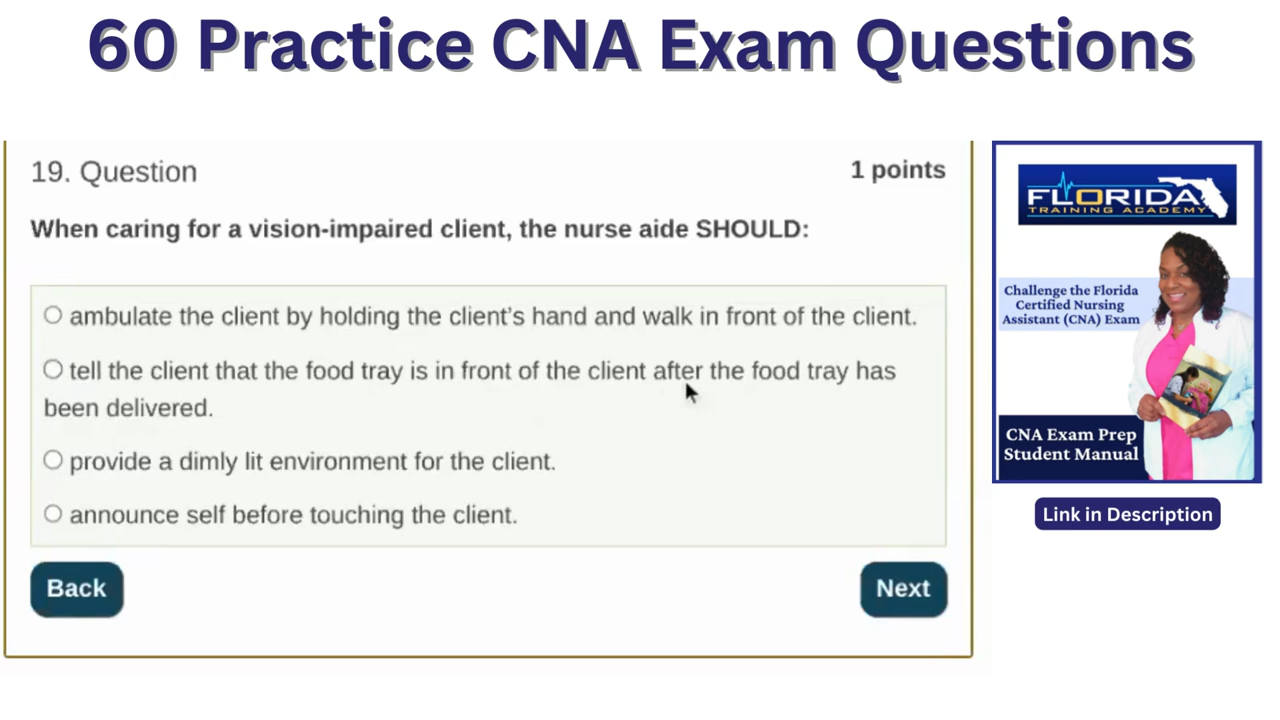 60 Practice CNA Exam Questions
19. Question
1 points
When caring for a vision-impaired client, the nurse aide SHOULD:
ambulate the client by holding the client's hand and walk in front of the client.
tell the client that the food tray is in front of the client after the food tray has
been delivered.
provide a dimly lit environment for the client.
announce self before touching the client.
Back
Next
FLORIDA
TRAINING ACADEMY
Challenge the Florida
Certified Nursing
Assistant (CNA) Exam
CNA Exam Prep
Student Manual
Link in Description